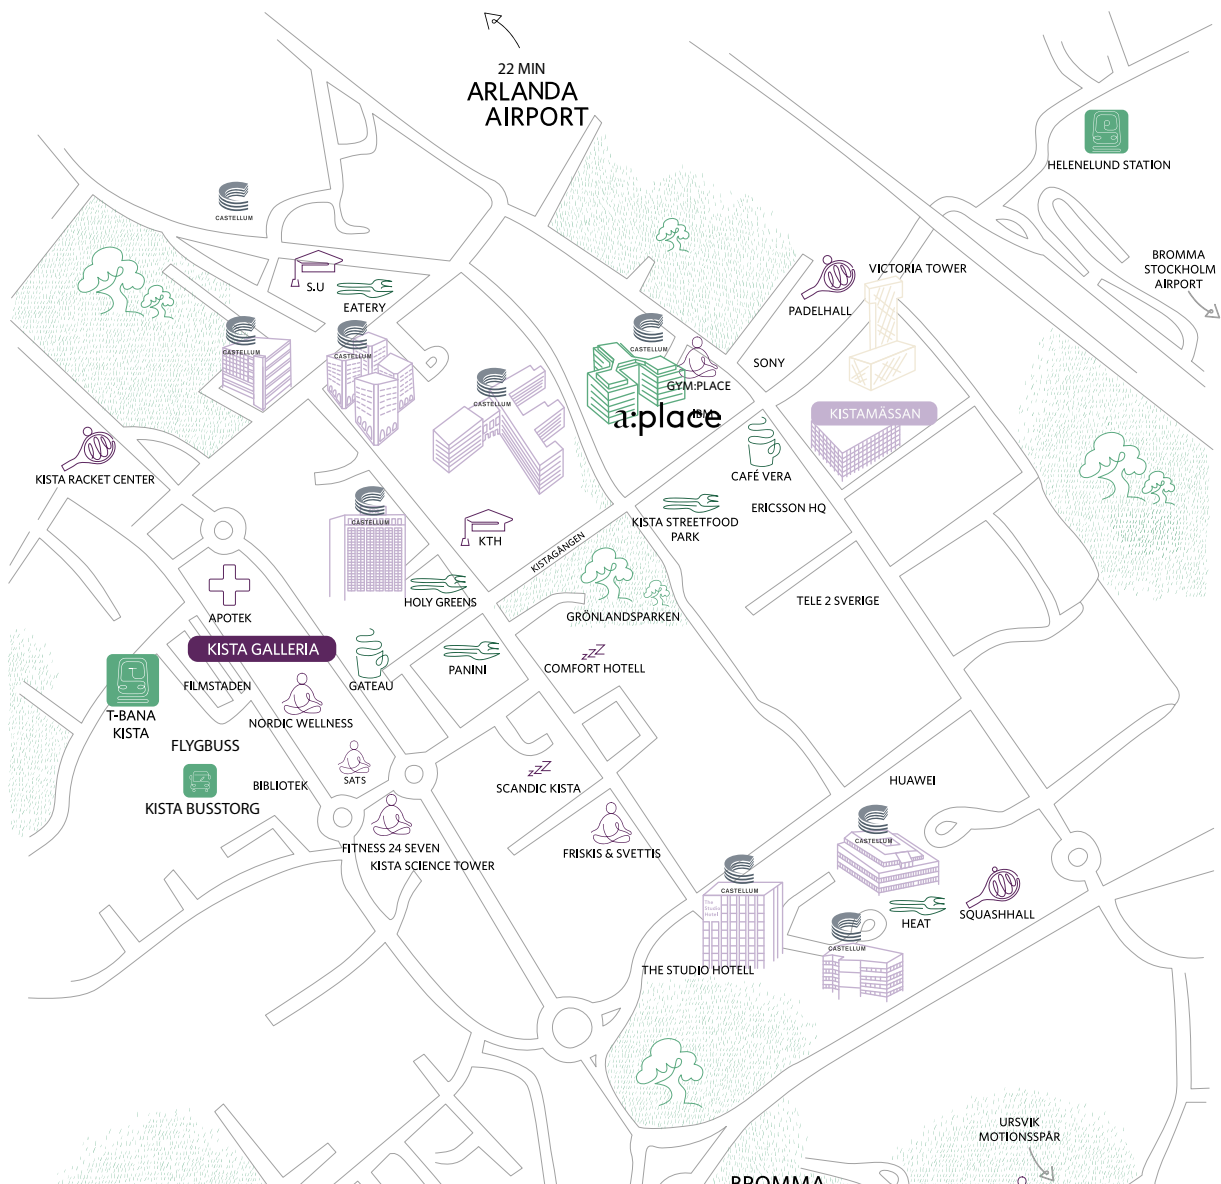 22 MIN
ARLANDA
AIRPORT
HELENELUND STATION
CASTELLUM
BROMMA
STOCKHOLM
AIRPORT
VICTORIA TOWER
S.U
EATERY
PADELHALL
CASTELLUM
CASTELLUM
CASTELLUM
SONY
GYM:PLACE
CASTELLUM
IBM
a:place
KISTAMÄSSAN
KISTA RACKET CENTER
CAFÉ VERA
CASTELLUM
KISTA STREETFOOD
PARK
ERICSSON HQ
KTH
KISTAGÅNGEN
HOLY GREENS
TELE 2 SVERIGE
APOTEK
GRÖNLANDSPARKEN
KISTA GALLERIA
PANINI
COMFORT HOTELL
FILMSTADEN
GATEAU
T-BANA
KISTA
NORDIC WELLNESS
FLYGBUSS
SATS
BIBLIOTEK
SCANDIC KISTA
HUAWEI
KISTA BUSSTORG
FITNESS 24 SEVEN
KISTA SCIENCE TOWER
FRISKIS & SVETTIS
CASTELLUM
CASTELLUM
The
Studio
Hotel
SQUASHHALL
HEAT
CASTELLUM
THE STUDIO HOTELL
URSVIK
MOTIONSSPÅR
BROMMA